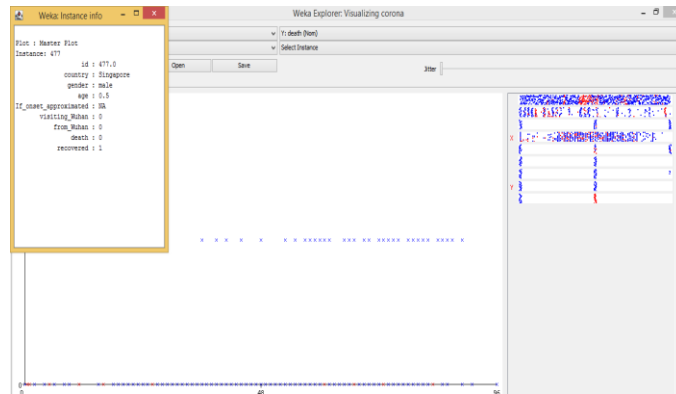 Weka: Instance info
Weka Explorer: Visualizing corona
Plot : Master Plot
Instance: 477
id : 477.0
country : Singapore
gender : male
age : 0.5
If_onset_approximated : NA
visiting_Wuhan : 0
from_Wuhan : 0
death : 0
recovered : 1
Y: death (Nom)
Select Instance
Open
Save
Jitter
X
Y
0
0
48
96